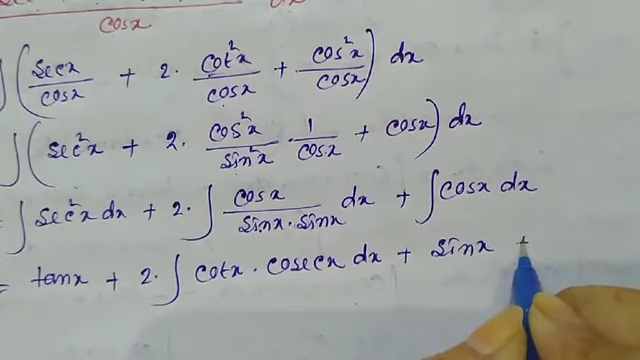 cosx dx
∫ ( secx/cosx + 2· cot²x/cosx + cos²x/cosx ) dx
∫ ( sec²x + 2· cos²x/sin²x · 1/cosx + cosx ) dx
= ∫ sec²x dx + 2· ∫ cosx/sinx·sinx dx + ∫ cosx dx
= tanx + 2· ∫ cotx · cosecx dx + sinx +